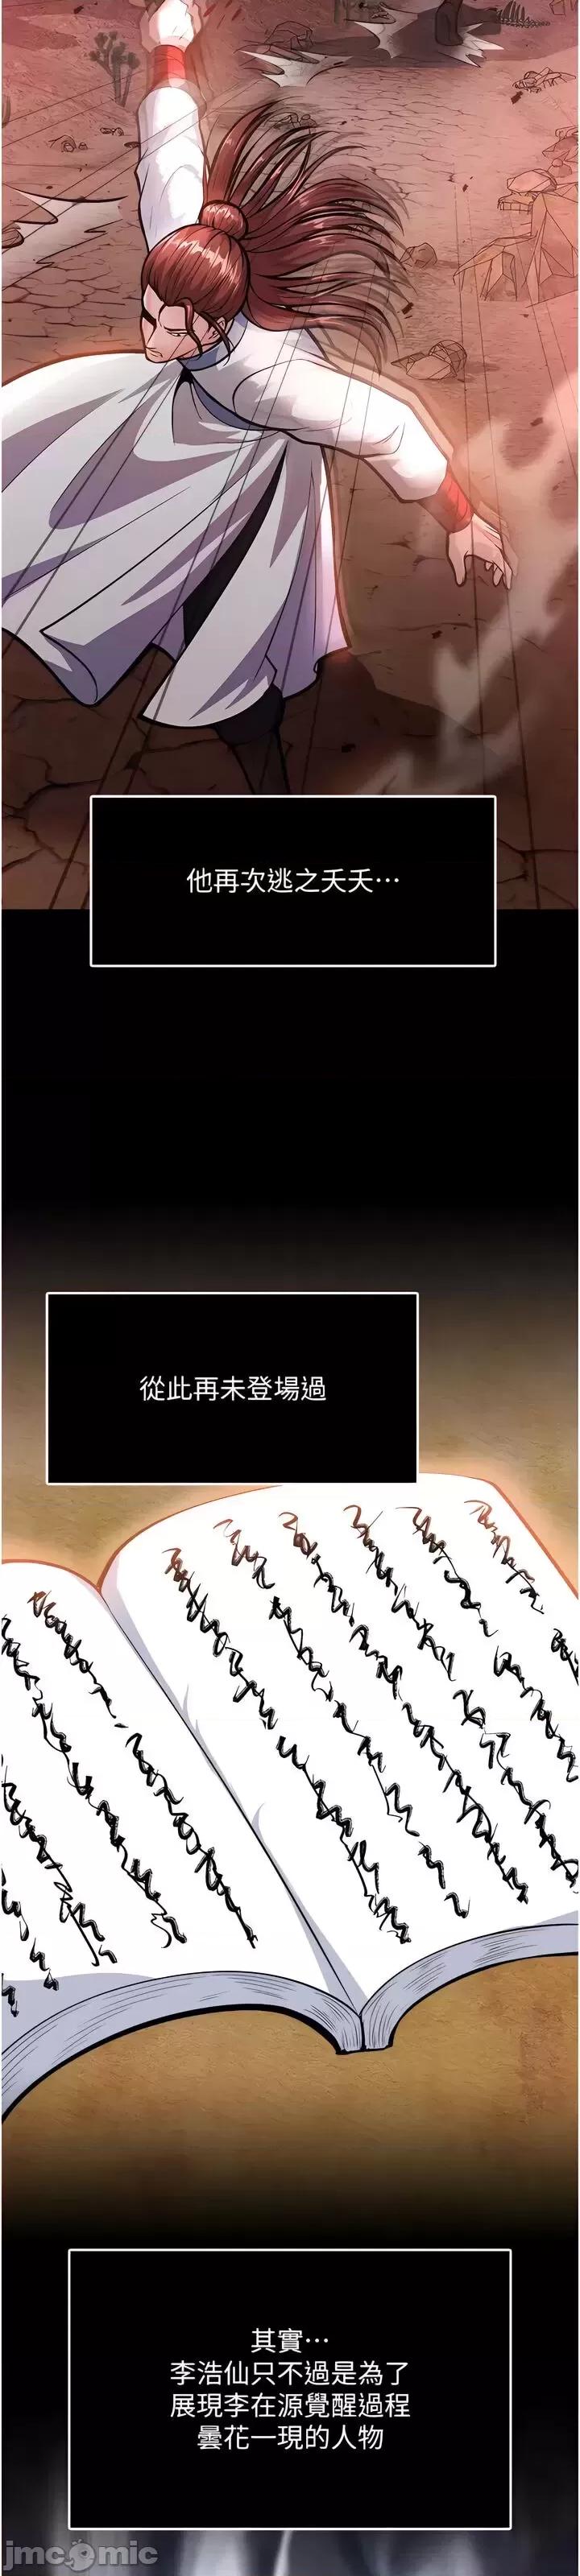 他再次逃之夭夭…
從此再未登場過
其實…
李浩仙只不過是為了
展現李在源覺醒過程
曇花一現的人物
jmcomic